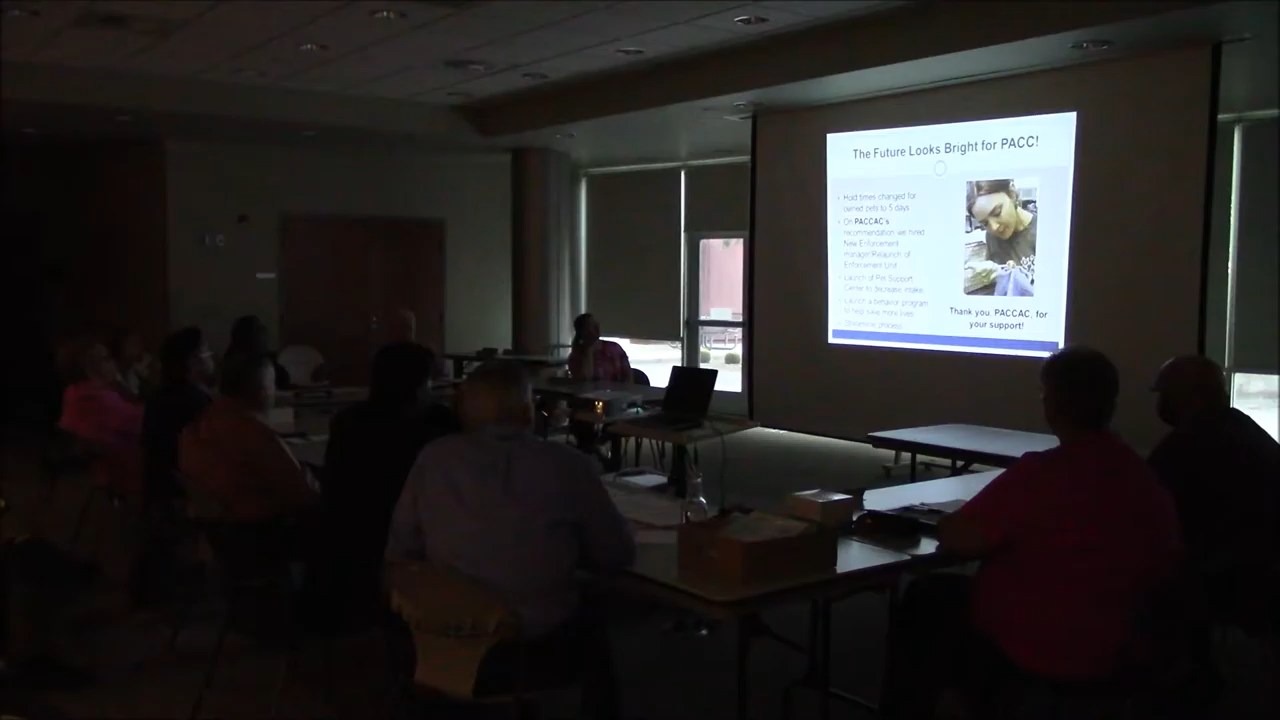 The Future Looks Bright for PACC!
Hold times changed for
owned pets to 5 days
On PACCAC's
recommendation we hired
New Enforcement
manager/Relaunch of
Enforcement Unit
Launch of Pet Support
Center to decrease intake
Launch a behavior program
to help save more lives
Thank you, PACCAC, for
your support!